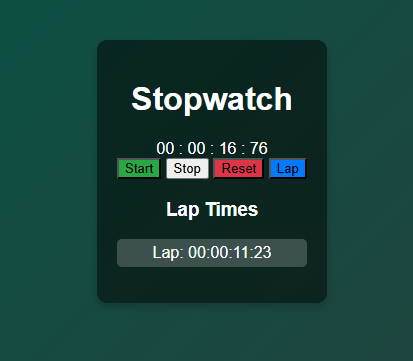 Stopwatch
00 : 00 : 16 : 76
Start Stop Reset Lap
Lap Times
Lap: 00:00:11:23